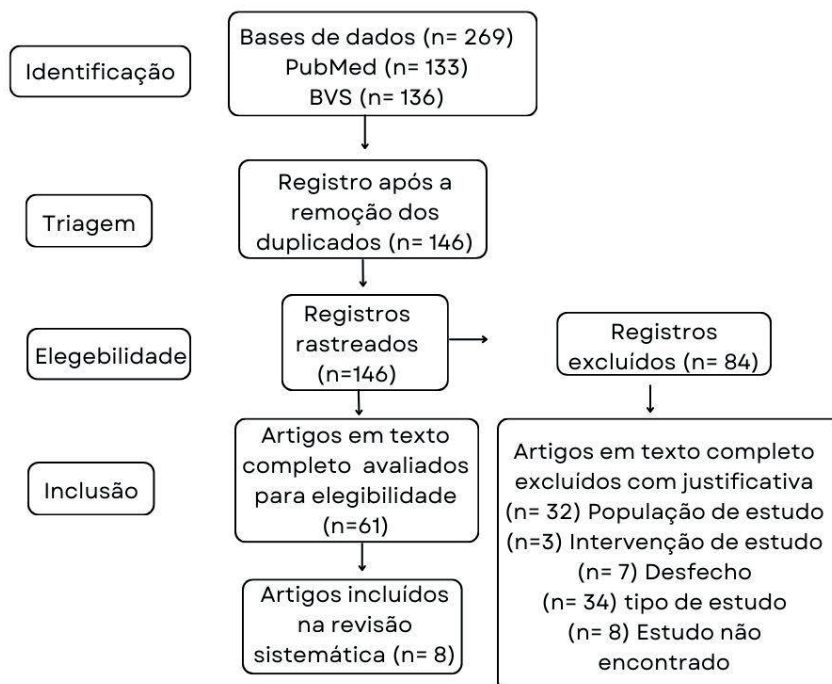 Identificação
Bases de dados (n= 269)
PubMed (n= 133)
BVS (n= 136)
Triagem
Registro após a
remoção dos
duplicados (n= 146)
Elegebilidade
Registros
rastreados
(n=146)
Registros
excluídos (n= 84)
Inclusão
Artigos em texto
completo avaliados
para elegibilidade
(n=61)
Artigos em texto completo
excluídos com justificativa
(n= 32) População de estudo
(n=3) Intervenção de estudo
(n= 7) Desfecho
(n= 34) tipo de estudo
(n= 8) Estudo não
encontrado
Artigos incluídos
na revisão
sistemática (n= 8)